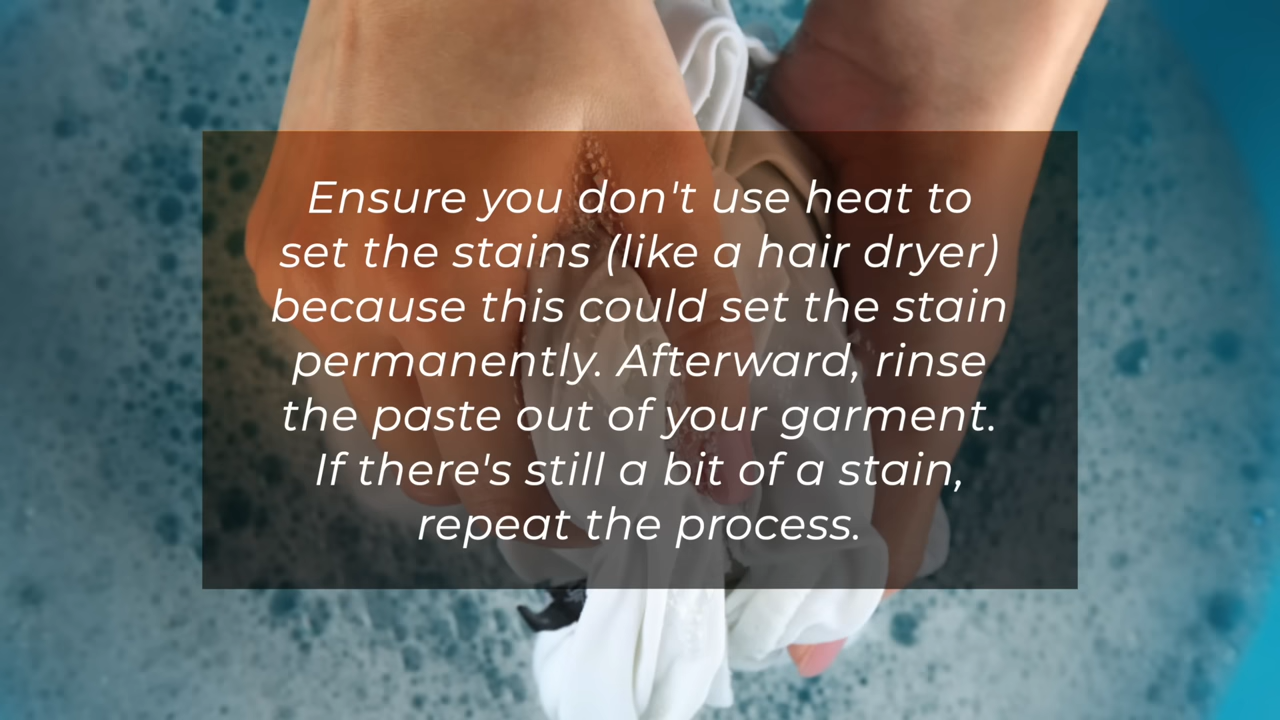 Ensure you don't use heat to
set the stains (like a hair dryer)
because this could set the stain
permanently. Afterward, rinse
the paste out of your garment.
If there's still a bit of a stain,
repeat the process.